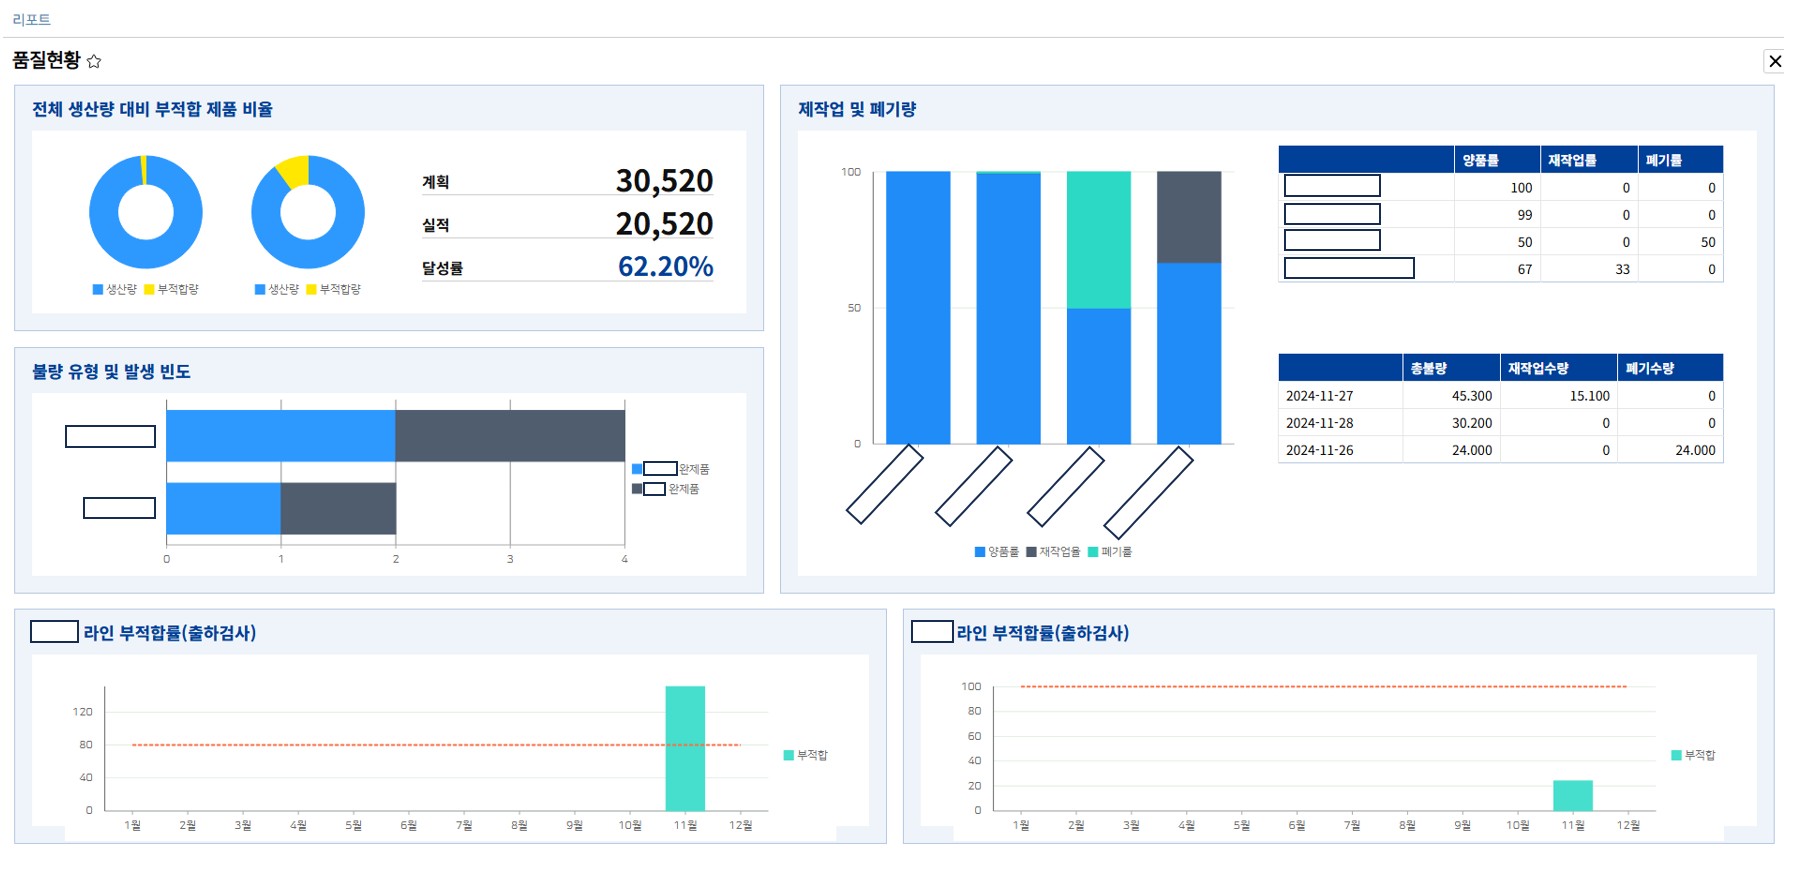 리포트
품질현황
전체 생산량 대비 부적합 제품 비율
생산량 부적합량
생산량 부적합량
계획 30,520
실적 20,520
달성률 62.20%
불량 유형 및 발생 빈도
완제품
완제품
0 1 2 3 4
제작업 및 폐기량
100
50
0
양품률 재작업율 폐기률
양품률 재작업률 폐기률
100 0 0
99 0 0
50 0 50
67 33 0
총불량 재작업수량 폐기수량
2024-11-27 45.300 15.100 0
2024-11-28 30.200 0 0
2024-11-26 24.000 0 24.000
라인 부적합률(출하검사)
120
80
40
0
1월 2월 3월 4월 5월 6월 7월 8월 9월 10월 11월 12월
부적합
라인 부적합률(출하검사)
100
80
60
40
20
0
1월 2월 3월 4월 5월 6월 7월 8월 9월 10월 11월 12월
부적합